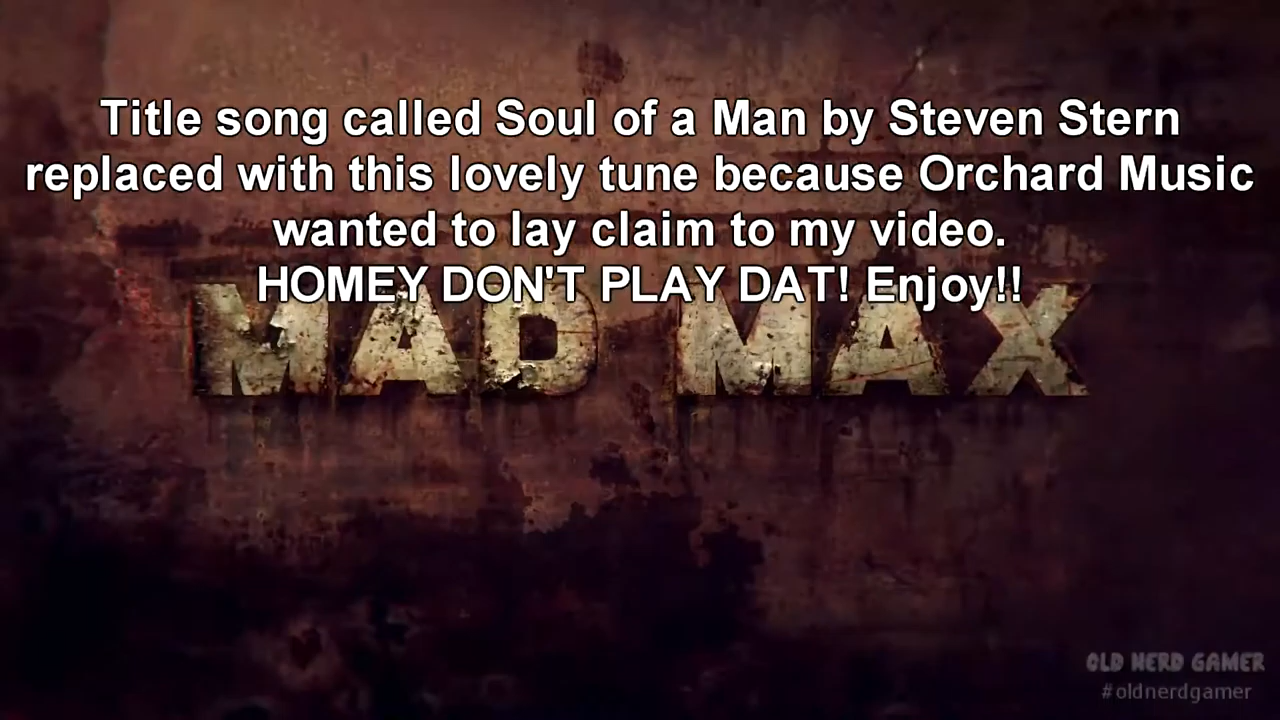 Title song called Soul of a Man by Steven Stern
replaced with this lovely tune because Orchard Music
wanted to lay claim to my video.
HOMEY DON'T PLAY DAT! Enjoy!!
MAD MAX
OLD NERD GAMER
#oldnerdgamer